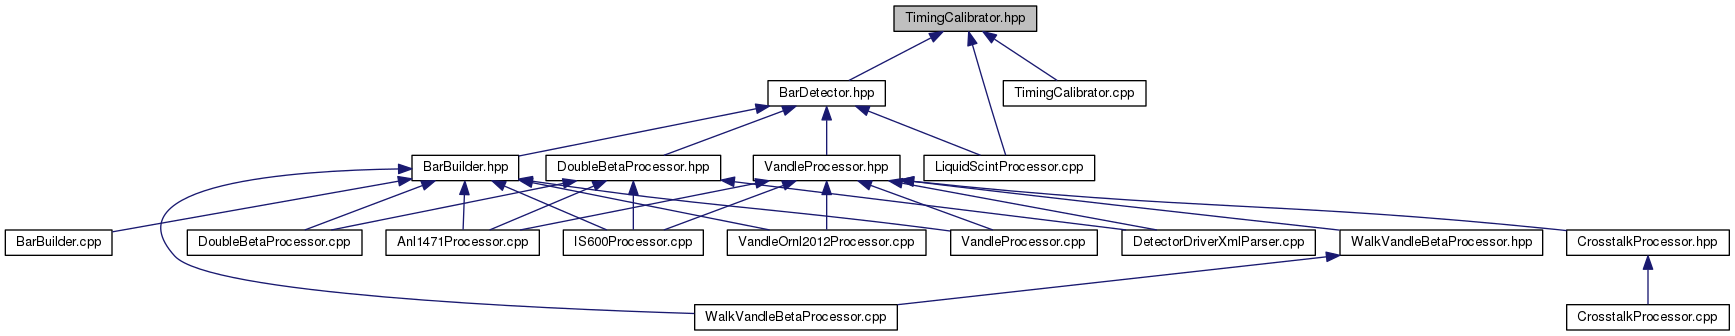 TimingCalibrator.hpp
BarDetector.hpp
TimingCalibrator.cpp
BarBuilder.hpp
DoubleBetaProcessor.hpp
VandleProcessor.hpp
LiquidScintProcessor.cpp
BarBuilder.cpp
DoubleBetaProcessor.cpp
Anl1471Processor.cpp
IS600Processor.cpp
VandleOrnl2012Processor.cpp
VandleProcessor.cpp
DetectorDriverXmlParser.cpp
WalkVandleBetaProcessor.hpp
CrosstalkProcessor.hpp
WalkVandleBetaProcessor.cpp
CrosstalkProcessor.cpp